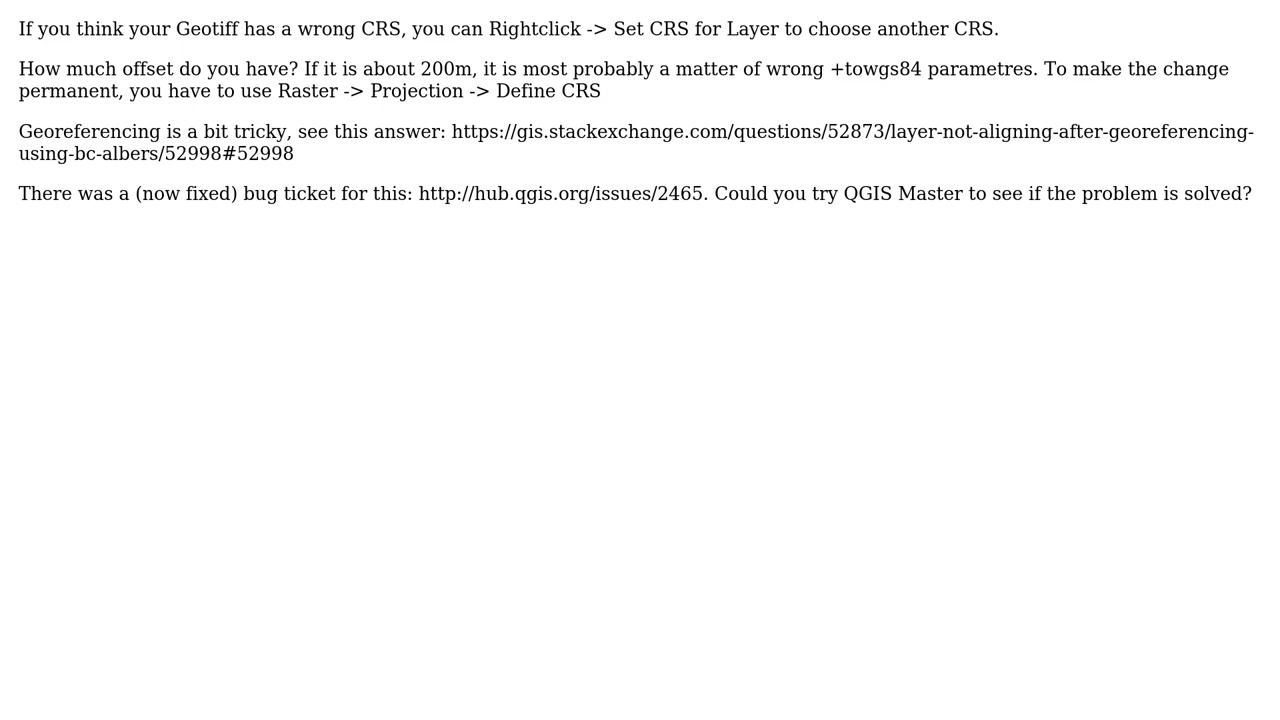 If you think your Geotiff has a wrong CRS, you can Rightclick -> Set CRS for Layer to choose another CRS.
How much offset do you have? If it is about 200m, it is most probably a matter of wrong +towgs84 parametres. To make the change
permanent, you have to use Raster -> Projection -> Define CRS
Georeferencing is a bit tricky, see this answer: https://gis.stackexchange.com/questions/52873/layer-not-aligning-after-georeferencing-
using-bc-albers/52998#52998
There was a (now fixed) bug ticket for this: http://hub.qgis.org/issues/2465. Could you try QGIS Master to see if the problem is solved?